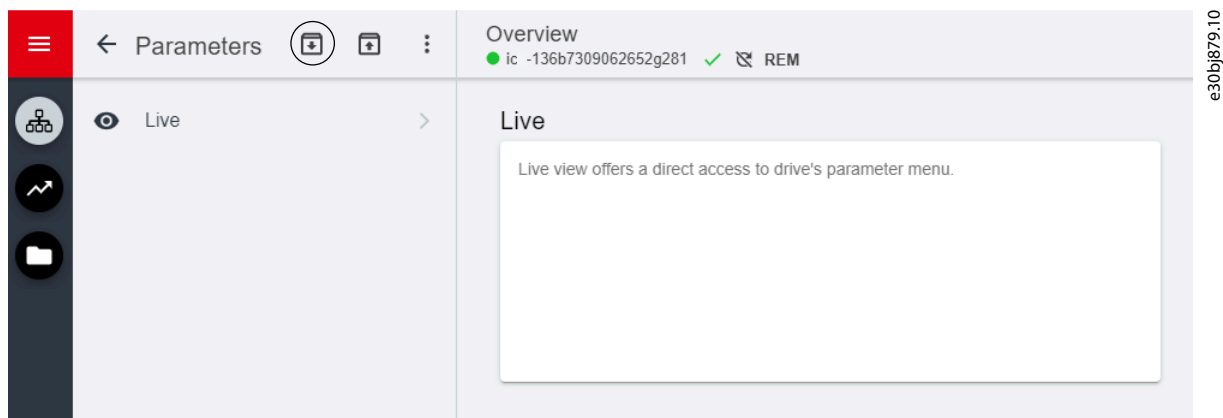 Parameters
Overview
ic -136b7309062652g281 REM
Live
Live
Live view offers a direct access to drive's parameter menu.
e30bj879.10